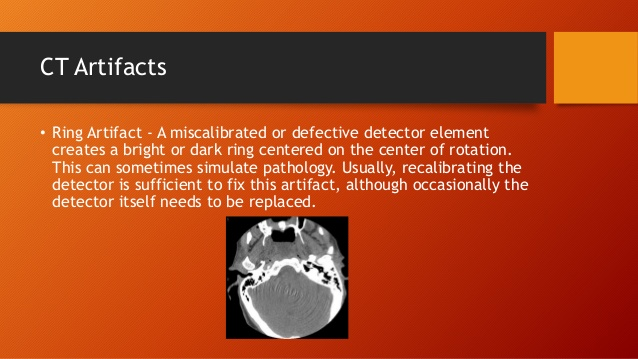 CT Artifacts
• Ring Artifact - A miscalibrated or defective detector element
creates a bright or dark ring centered on the center of rotation.
This can sometimes simulate pathology. Usually, recalibrating the
detector is sufficient to fix this artifact, although occasionally the
detector itself needs to be replaced.